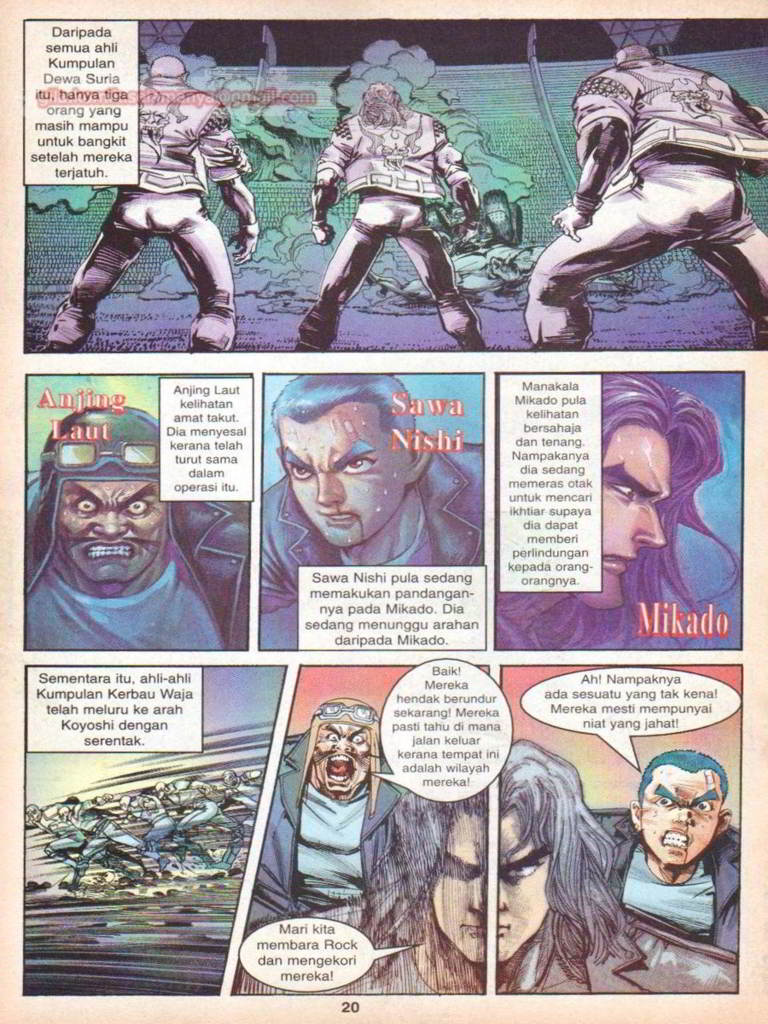 Daripada
semua ahli
Kumpulan
Dewa Suria
itu, hanya tiga
orang yang
masih mampu
untuk bangkit
setelah mereka
terjatuh.
Anjing
Laut
Anjing Laut
kelihatan
amat takut.
Dia menyesal
kerana telah
turut sama
dalam
operasi itu.
Sawa
Nishi
Sawa Nishi pula sedang
memakukan pandangan-
nya pada Mikado. Dia
sedang menunggu arahan
daripada Mikado.
Manakala
Mikado pula
kelihatan
bersahaja
dan tenang.
Nampakanya
dia sedang
memeras otak
untuk mencari
ikhtiar supaya
dia dapat
memberi
perlindungan
kepada orang-
orangnya.
Mikado
Sementara itu, ahli-ahli
Kumpulan Kerbau Waja
telah meluru ke arah
Koyoshi dengan
serentak.
Baik!
Mereka
hendak berundur
sekarang! Mereka
pasti tahu di mana
jalan keluar
kerana tempat ini
adalah wilayah
mereka!
Mari kita
membara Rock
dan mengekori
mereka!
Ah! Nampaknya
ada sesuatu yang tak kena!
Mereka mesti mempunyai
niat yang jahat!
20